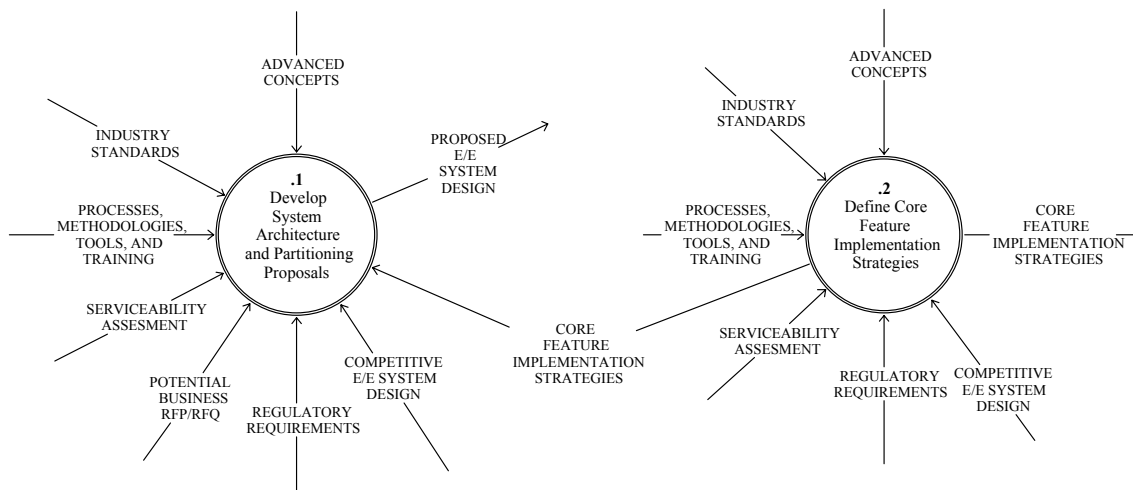 ADVANCED
CONCEPTS
INDUSTRY
STANDARDS
PROPOSED
E/E
SYSTEM
DESIGN
.1
Develop
System
Architecture
and Partitioning
Proposals
PROCESSES,
METHODOLOGIES,
TOOLS, AND
TRAINING
SERVICEABILITY
ASSESMENT
POTENTIAL
BUSINESS
RFP/RFQ
REGULATORY
REQUIREMENTS
COMPETITIVE
E/E SYSTEM
DESIGN
CORE
FEATURE
IMPLEMENTATION
STRATEGIES
ADVANCED
CONCEPTS
INDUSTRY
STANDARDS
.2
Define Core
Feature
Implementation
Strategies
PROCESSES,
METHODOLOGIES,
TOOLS, AND
TRAINING
CORE
FEATURE
IMPLEMENTATION
STRATEGIES
SERVICEABILITY
ASSESMENT
REGULATORY
REQUIREMENTS
COMPETITIVE
E/E SYSTEM
DESIGN